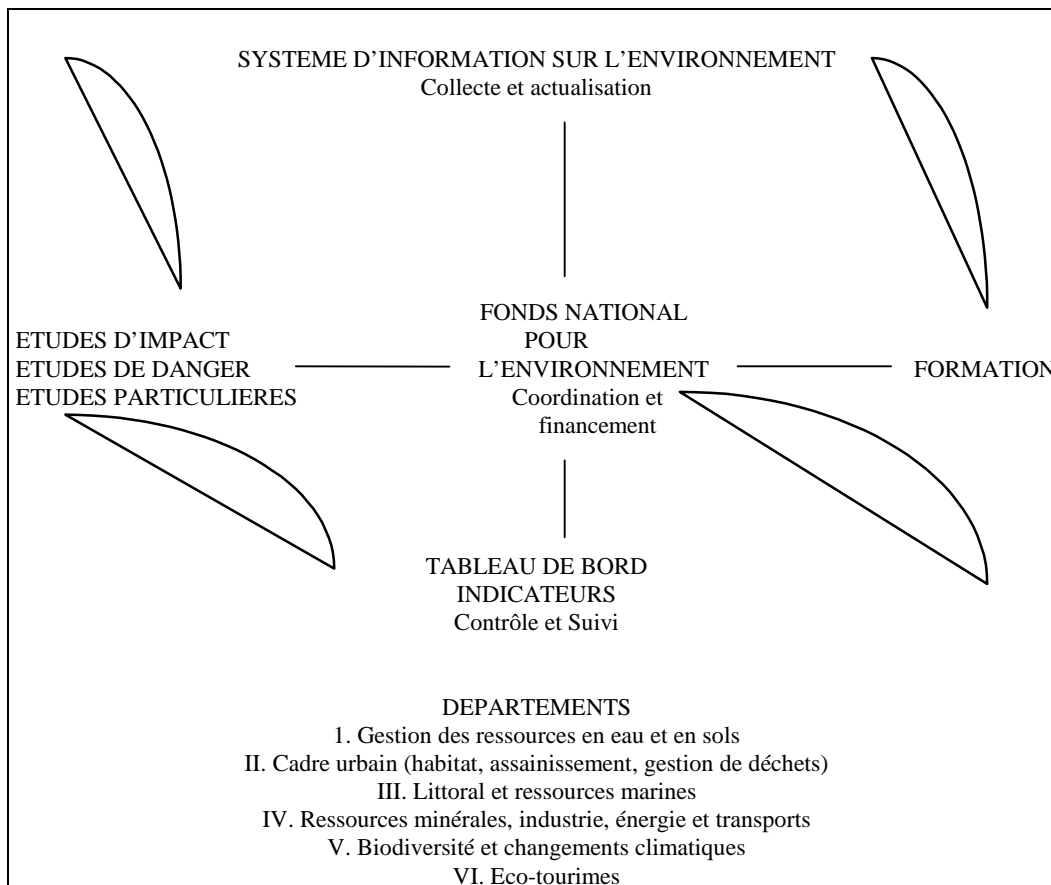 SYSTEME D'INFORMATION SUR L'ENVIRONNEMENT
Collecte et actualisation
ETUDES D'IMPACT
ETUDES DE DANGER
ETUDES PARTICULIERES
FONDS NATIONAL
POUR
L'ENVIRONNEMENT
Coordination et
financement
FORMATION
TABLEAU DE BORD
INDICATEURS
Contrôle et Suivi
DEPARTEMENTS
1. Gestion des ressources en eau et en sols
II. Cadre urbain (habitat, assainissement, gestion de déchets)
III. Littoral et ressources marines
IV. Ressources minérales, industrie, énergie et transports
V. Biodiversité et changements climatiques
VI. Eco-tourimes